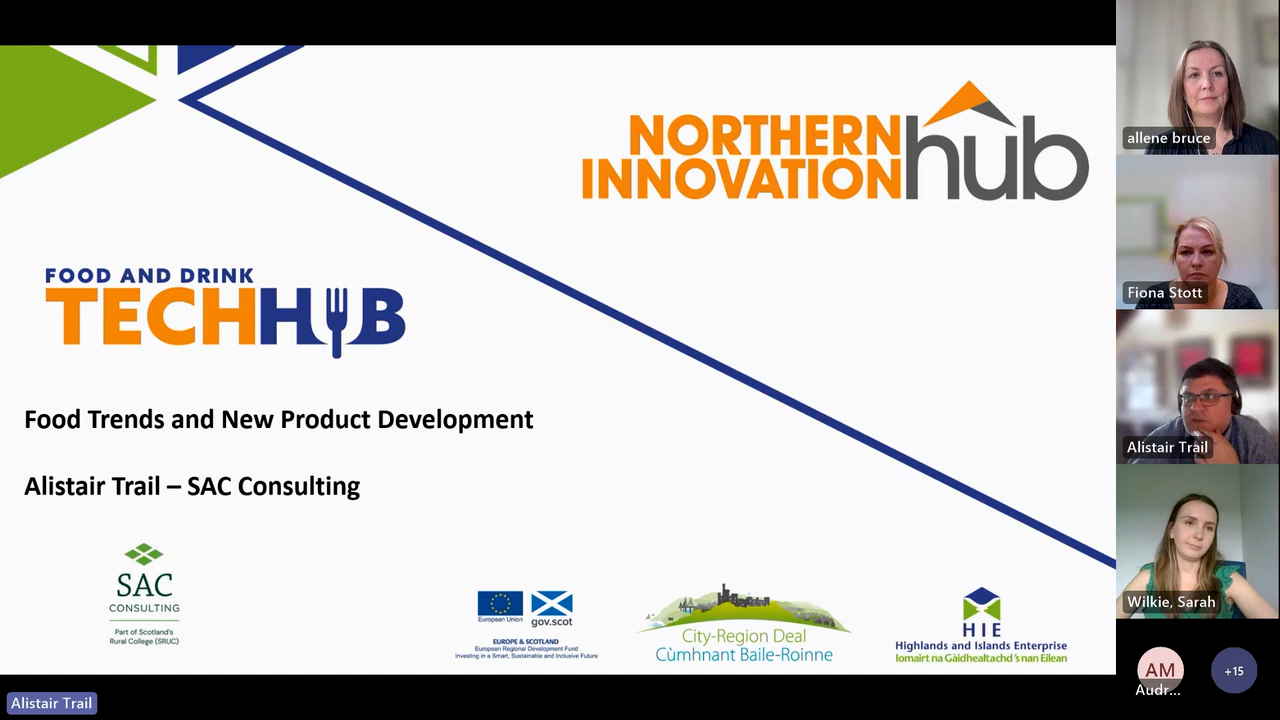 NORTHERN
INNOVATION
hub
FOOD AND DRINK
TECHHUB
Food Trends and New Product Development
Alistair Trail – SAC Consulting
SAC
CONSULTING
Part of Scotland's
Rural College (SRUC)
European Union
gov.scot
EUROPE & SCOTLAND
European Regional Development Fund
Investing in a Smart, Sustainable and Inclusive Future
City-Region Deal
Cùmhnant Baile-Roinne
HIE
Highlands and Islands Enterprise
Iomairt na Gàidhealtachd 's nan Eilean
allene bruce
Fiona Stott
Alistair Trail
Wilkie, Sarah
AM
Audr...
+15
Alistair Trail